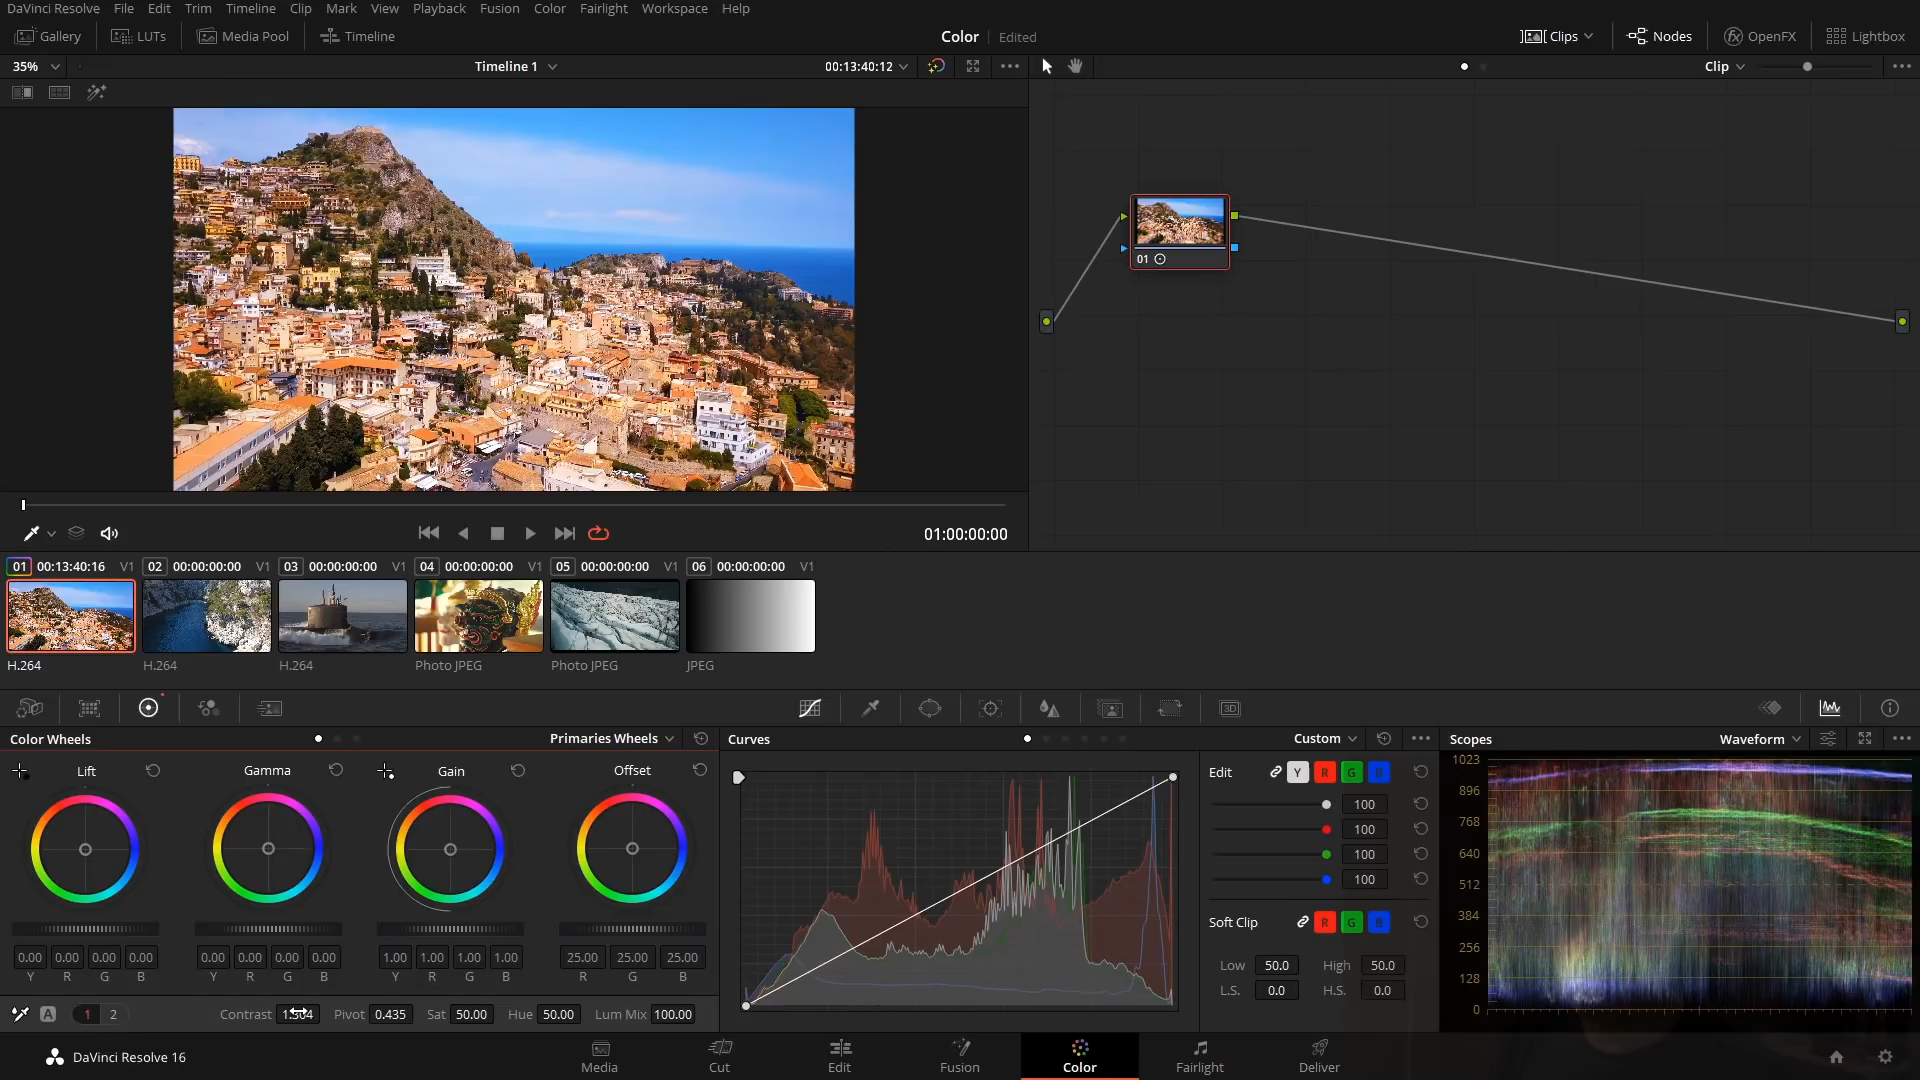 DaVinci Resolve File Edit Trim Timeline Clip Mark View Playback Fusion Color Fairlight Workspace Help
Gallery LUTs Media Pool Timeline Color Edited Clips Nodes fx OpenFX Lightbox
35% Timeline 1 00:13:40:12 Clip
01
01:00:00:00
01 00:13:40:16 V1 02 00:00:00:00 V1 03 00:00:00:00 V1 04 00:00:00:00 V1 05 00:00:00:00 V1 06 00:00:00:00 V1
H.264 H.264 H.264 Photo JPEG Photo JPEG JPEG
3D
Color Wheels Primaries Wheels Curves Custom Scopes Waveform
Lift Gamma Gain Offset
Edit Y R G B
100
100
100
100
Soft Clip R G B
Low 50.0 High 50.0
L.S. 0.0 H.S. 0.0
1023
896
768
640
512
384
256
128
0
0.00 0.00 0.00 0.00 0.00 0.00 0.00 0.00 1.00 1.00 1.00 1.00 25.00 25.00 25.00
Y R G B Y R G B Y R G B R G B
A 1 2 Contrast Pivot 0.435 Sat 50.00 Hue 50.00 Lum Mix 100.00
DaVinci Resolve 16 Media Cut Edit Fusion Color Fairlight Deliver